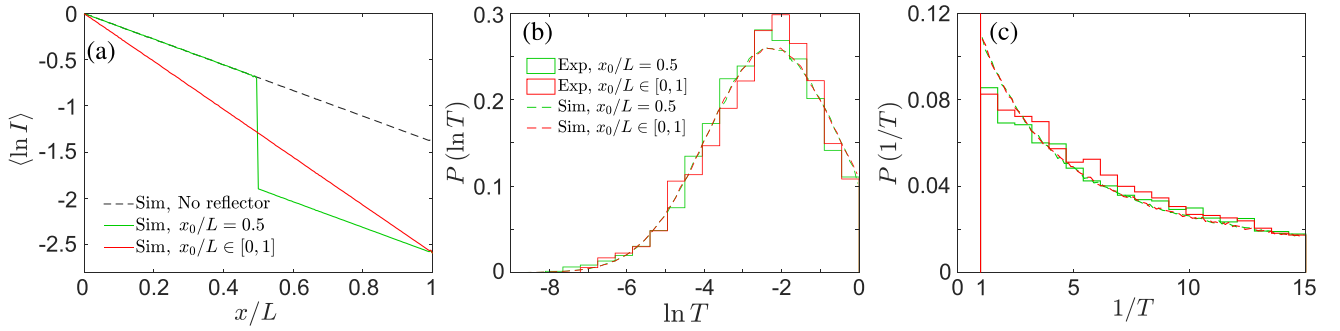 (a)
0
-0.5
-1
-1.5
-2
-2.5
⟨ln I⟩
Sim, No reflector
Sim, x₀/L = 0.5
Sim, x₀/L ∈ [0, 1]
0 0.2 0.4 0.6 0.8 1
x/L
(b)
0.3
0.2
0.1
0
P (ln T)
Exp, x₀/L = 0.5
Exp, x₀/L ∈ [0, 1]
Sim, x₀/L = 0.5
Sim, x₀/L ∈ [0, 1]
-8 -6 -4 -2 0
ln T
(c)
0.12
0.08
0.04
0
P (1/T)
0 1 5 10 15
1/T